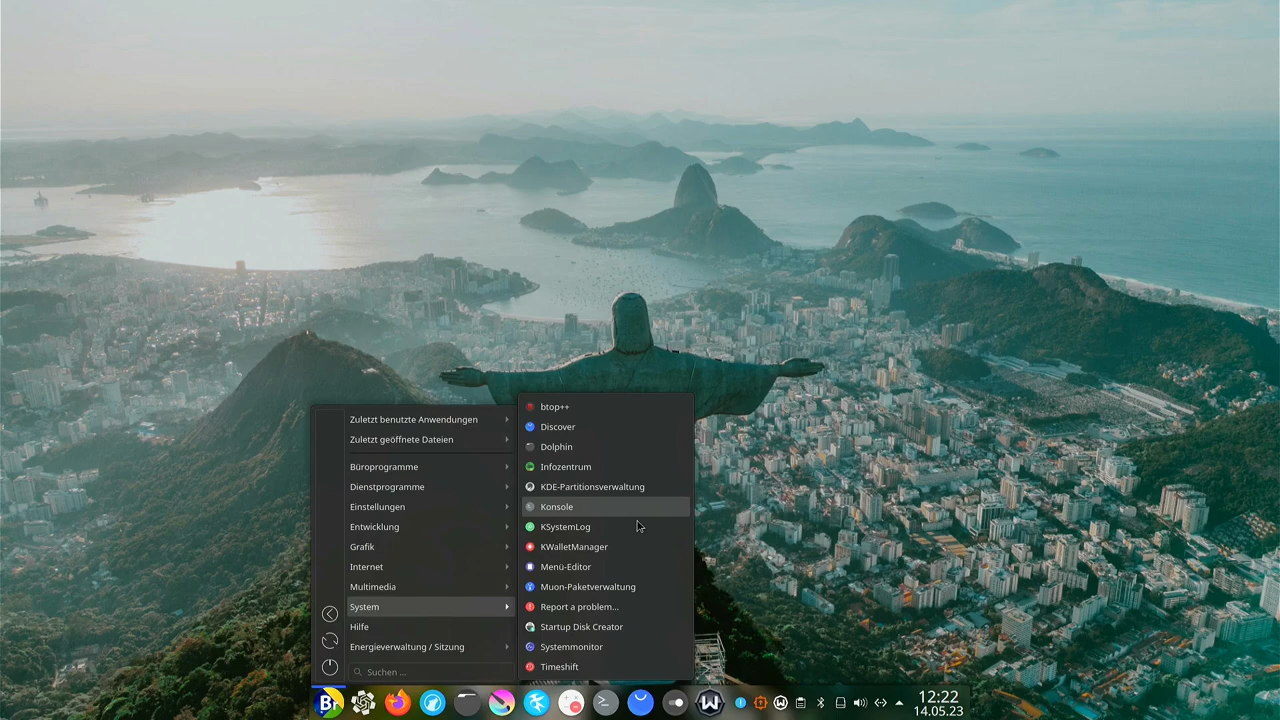 Zuletzt benutzte Anwendungen
Zuletzt geöffnete Dateien
Büroprogramme
Dienstprogramme
Einstellungen
Entwicklung
Grafik
Internet
Multimedia
System
Hilfe
Energieverwaltung / Sitzung
Suchen ...
btop++
Discover
Dolphin
Infozentrum
KDE-Partitionsverwaltung
Konsole
KSystemLog
KWalletManager
Menü-Editor
Muon-Paketverwaltung
Report a problem...
Startup Disk Creator
Systemmonitor
Timeshift
12:22
14.05.23